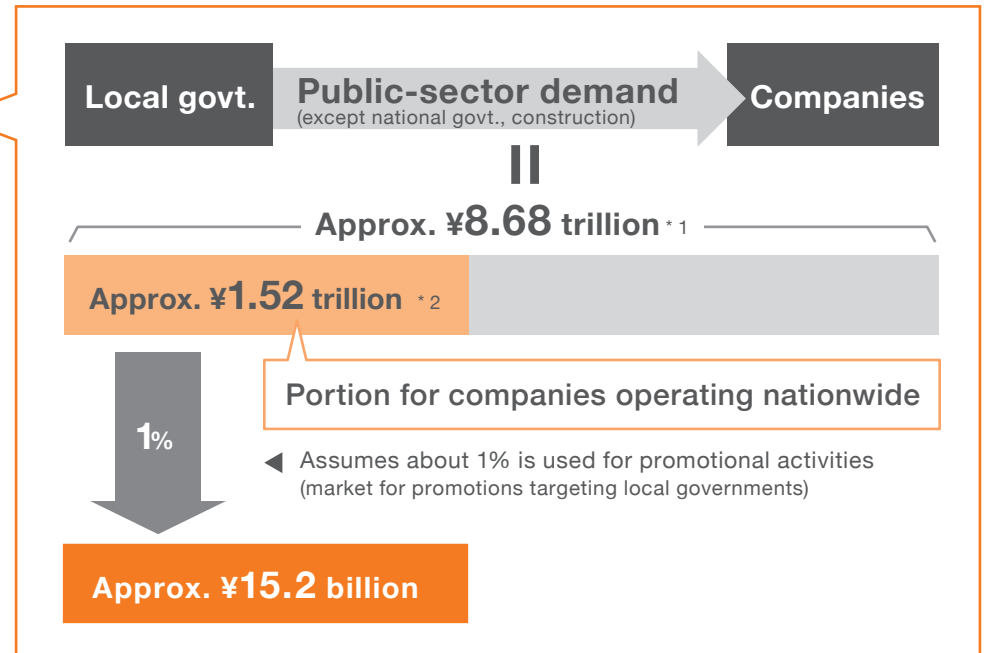 Local govt.
Public-sector demand
(except national govt., construction)
Companies
Approx. ¥8.68 trillion *1
Approx. ¥1.52 trillion *2
Portion for companies operating nationwide
1%
◀ Assumes about 1% is used for promotional activities
(market for promotions targeting local governments)
Approx. ¥15.2 billion